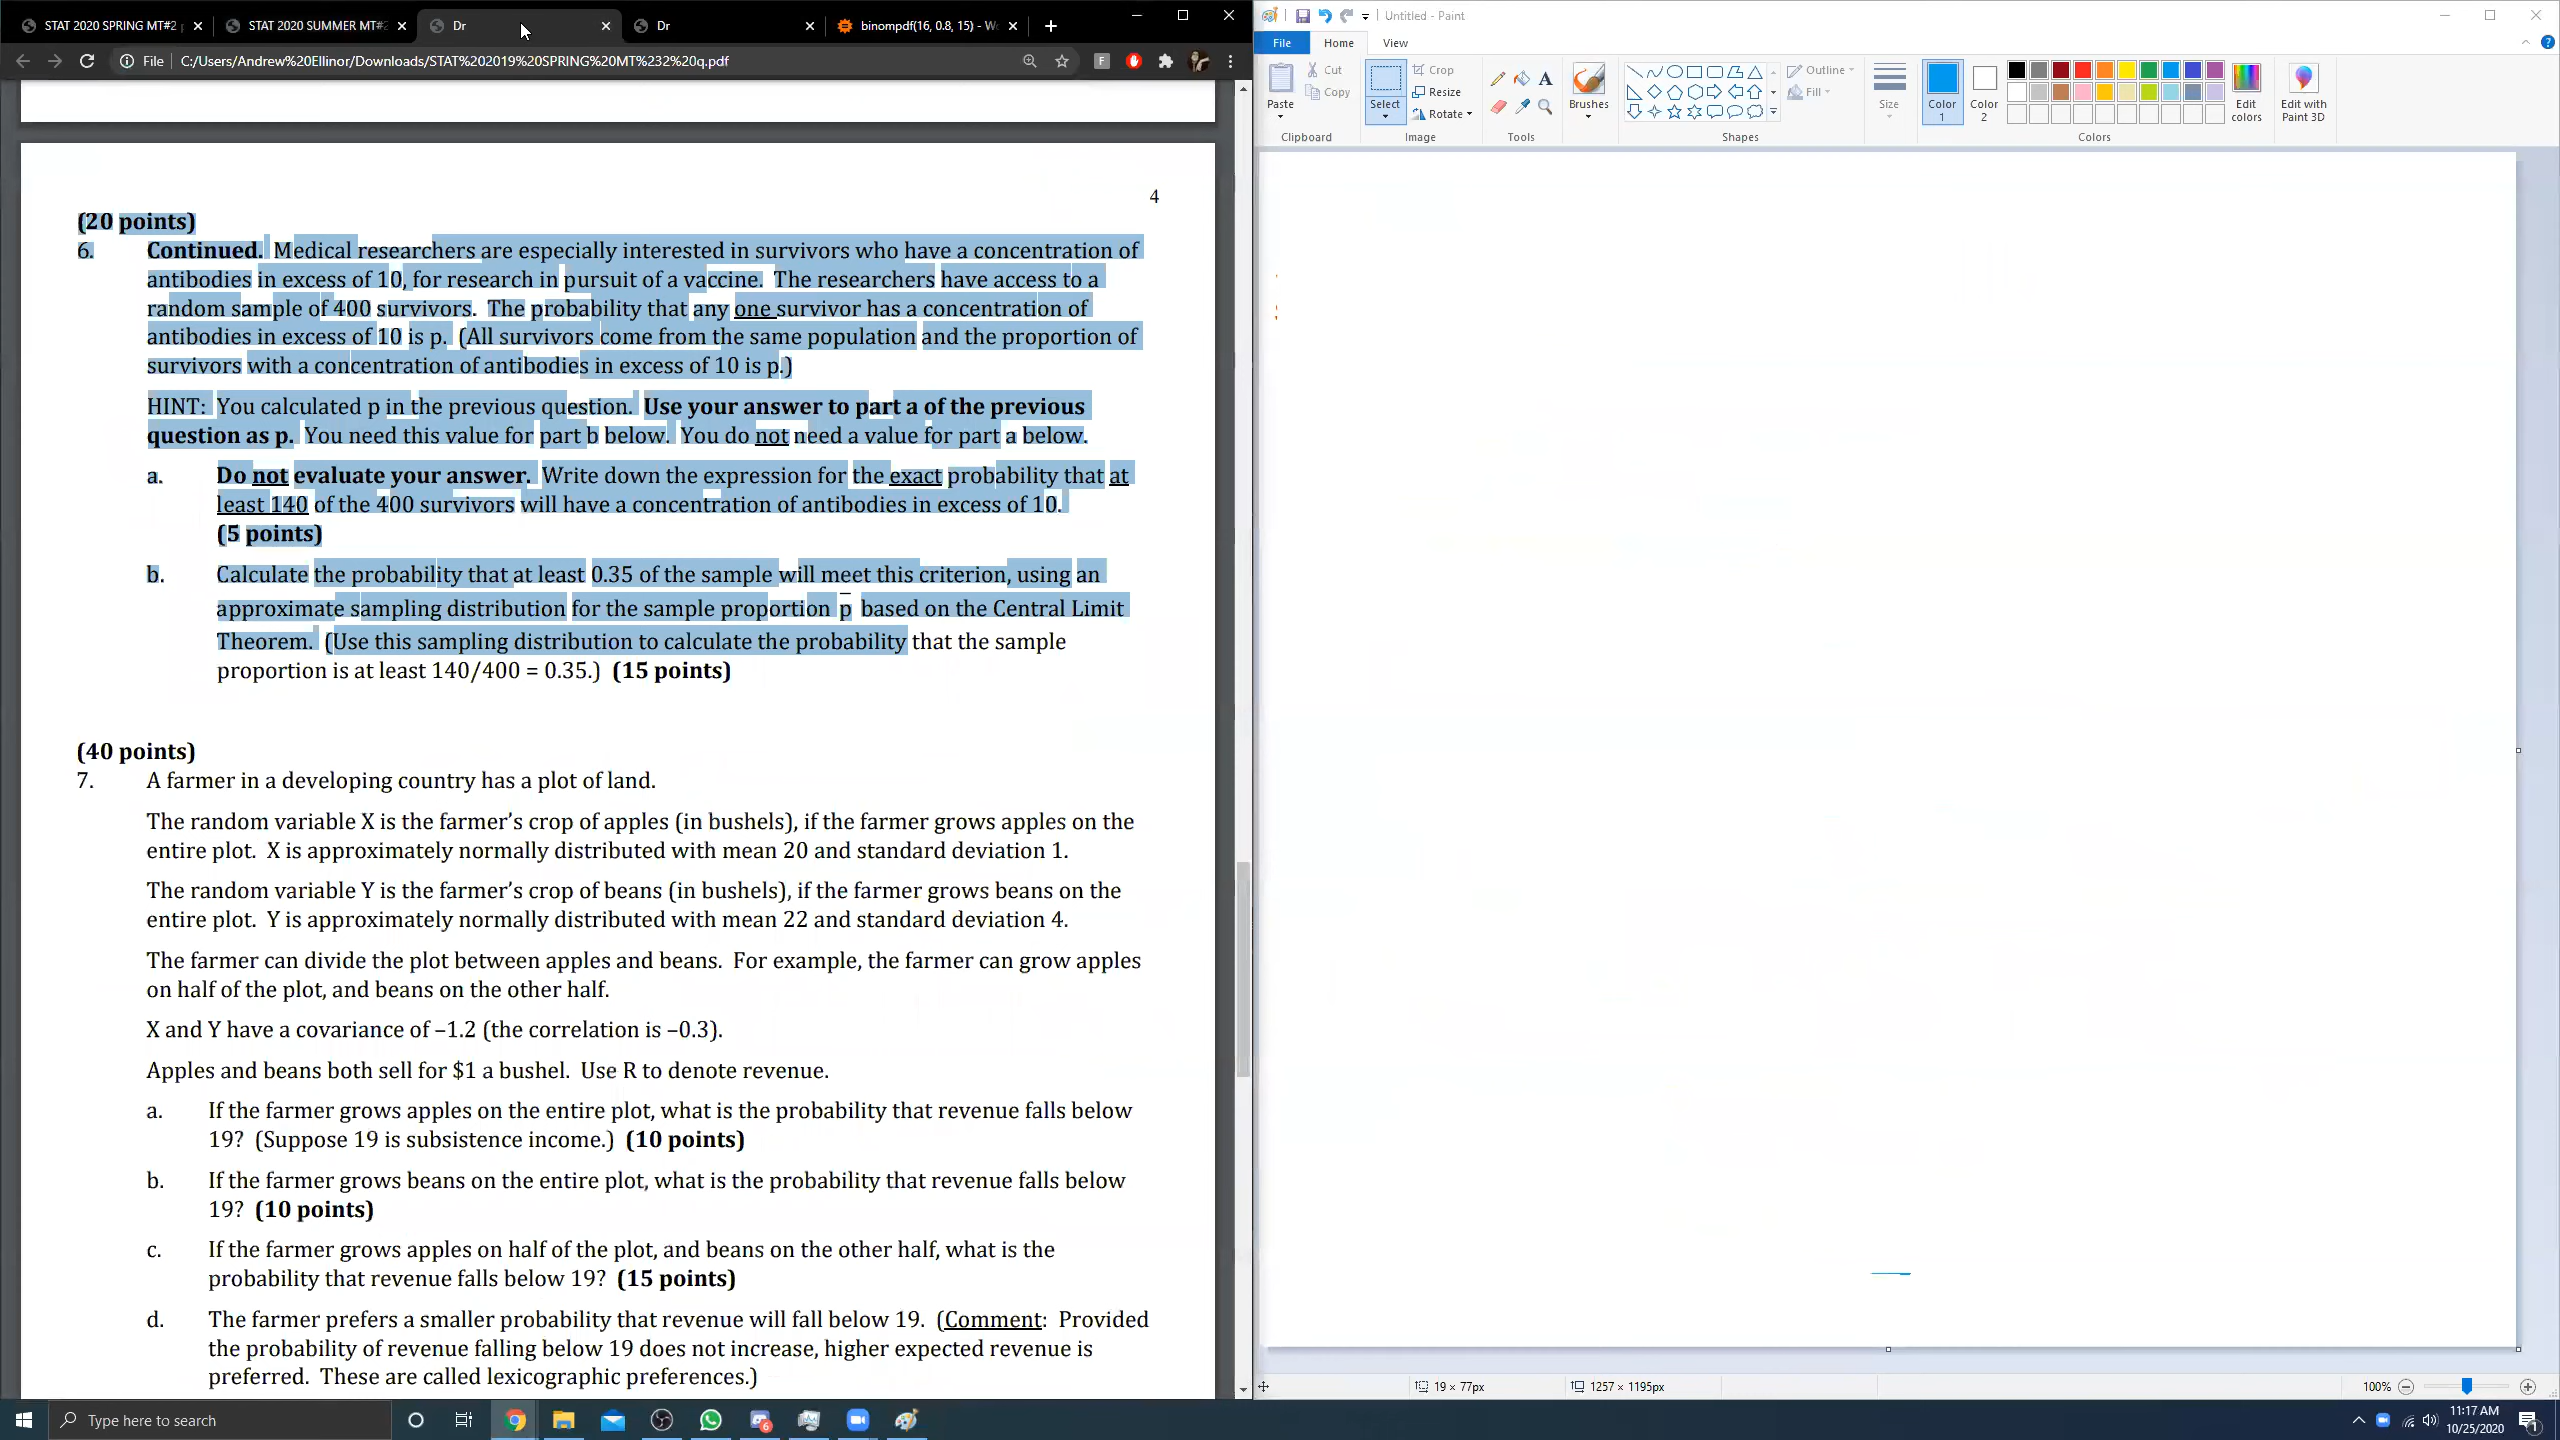 STAT 2020 SPRING MT#2
STAT 2020 SUMMER MT#2
Dr
Dr
binompdf(16, 0.8, 15) - W
File C:/Users/Andrew%20Ellinor/Downloads/STAT%202019%20SPRING%20MT%232%20q.pdf
4
(20 points)
6. Continued. Medical researchers are especially interested in survivors who have a concentration of
antibodies in excess of 10, for research in pursuit of a vaccine. The researchers have access to a
random sample of 400 survivors. The probability that any one survivor has a concentration of
antibodies in excess of 10 is p. (All survivors come from the same population and the proportion of
survivors with a concentration of antibodies in excess of 10 is p.)
HINT: You calculated p in the previous question. Use your answer to part a of the previous
question as p. You need this value for part b below. You do not need a value for part a below.
a. Do not evaluate your answer. Write down the expression for the exact probability that at
least 140 of the 400 survivors will have a concentration of antibodies in excess of 10.
(5 points)
b. Calculate the probability that at least 0.35 of the sample will meet this criterion, using an
approximate sampling distribution for the sample proportion p̅ based on the Central Limit
Theorem. (Use this sampling distribution to calculate the probability that the sample
proportion is at least 140/400 = 0.35.) (15 points)
(40 points)
7. A farmer in a developing country has a plot of land.
The random variable X is the farmer's crop of apples (in bushels), if the farmer grows apples on the
entire plot. X is approximately normally distributed with mean 20 and standard deviation 1.
The random variable Y is the farmer's crop of beans (in bushels), if the farmer grows beans on the
entire plot. Y is approximately normally distributed with mean 22 and standard deviation 4.
The farmer can divide the plot between apples and beans. For example, the farmer can grow apples
on half of the plot, and beans on the other half.
X and Y have a covariance of –1.2 (the correlation is –0.3).
Apples and beans both sell for $1 a bushel. Use R to denote revenue.
a. If the farmer grows apples on the entire plot, what is the probability that revenue falls below
19? (Suppose 19 is subsistence income.) (10 points)
b. If the farmer grows beans on the entire plot, what is the probability that revenue falls below
19? (10 points)
c. If the farmer grows apples on half of the plot, and beans on the other half, what is the
probability that revenue falls below 19? (15 points)
d. The farmer prefers a smaller probability that revenue will fall below 19. (Comment: Provided
the probability of revenue falling below 19 does not increase, higher expected revenue is
preferred. These are called lexicographic preferences.)
Untitled - Paint
File Home View
Paste
Cut
Copy
Clipboard
Select
Crop
Resize
Rotate
Image
A
Tools
Brushes
Outline
Fill
Shapes
Size
Color 1
Color 2
Edit colors
Edit with Paint 3D
Colors
19 × 77px
1257 × 1195px
100%
Type here to search
6
11:17 AM
10/25/2020
1